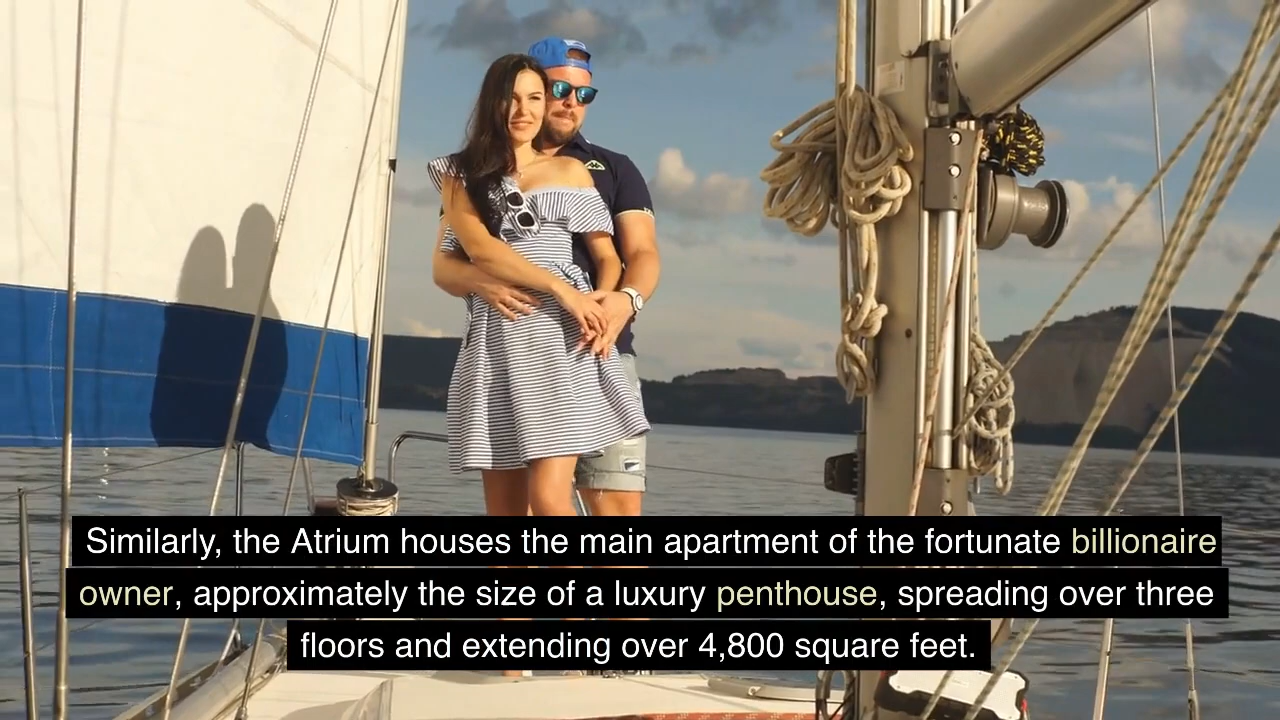 Similarly, the Atrium houses the main apartment of the fortunate billionaire
owner, approximately the size of a luxury penthouse, spreading over three
floors and extending over 4,800 square feet.